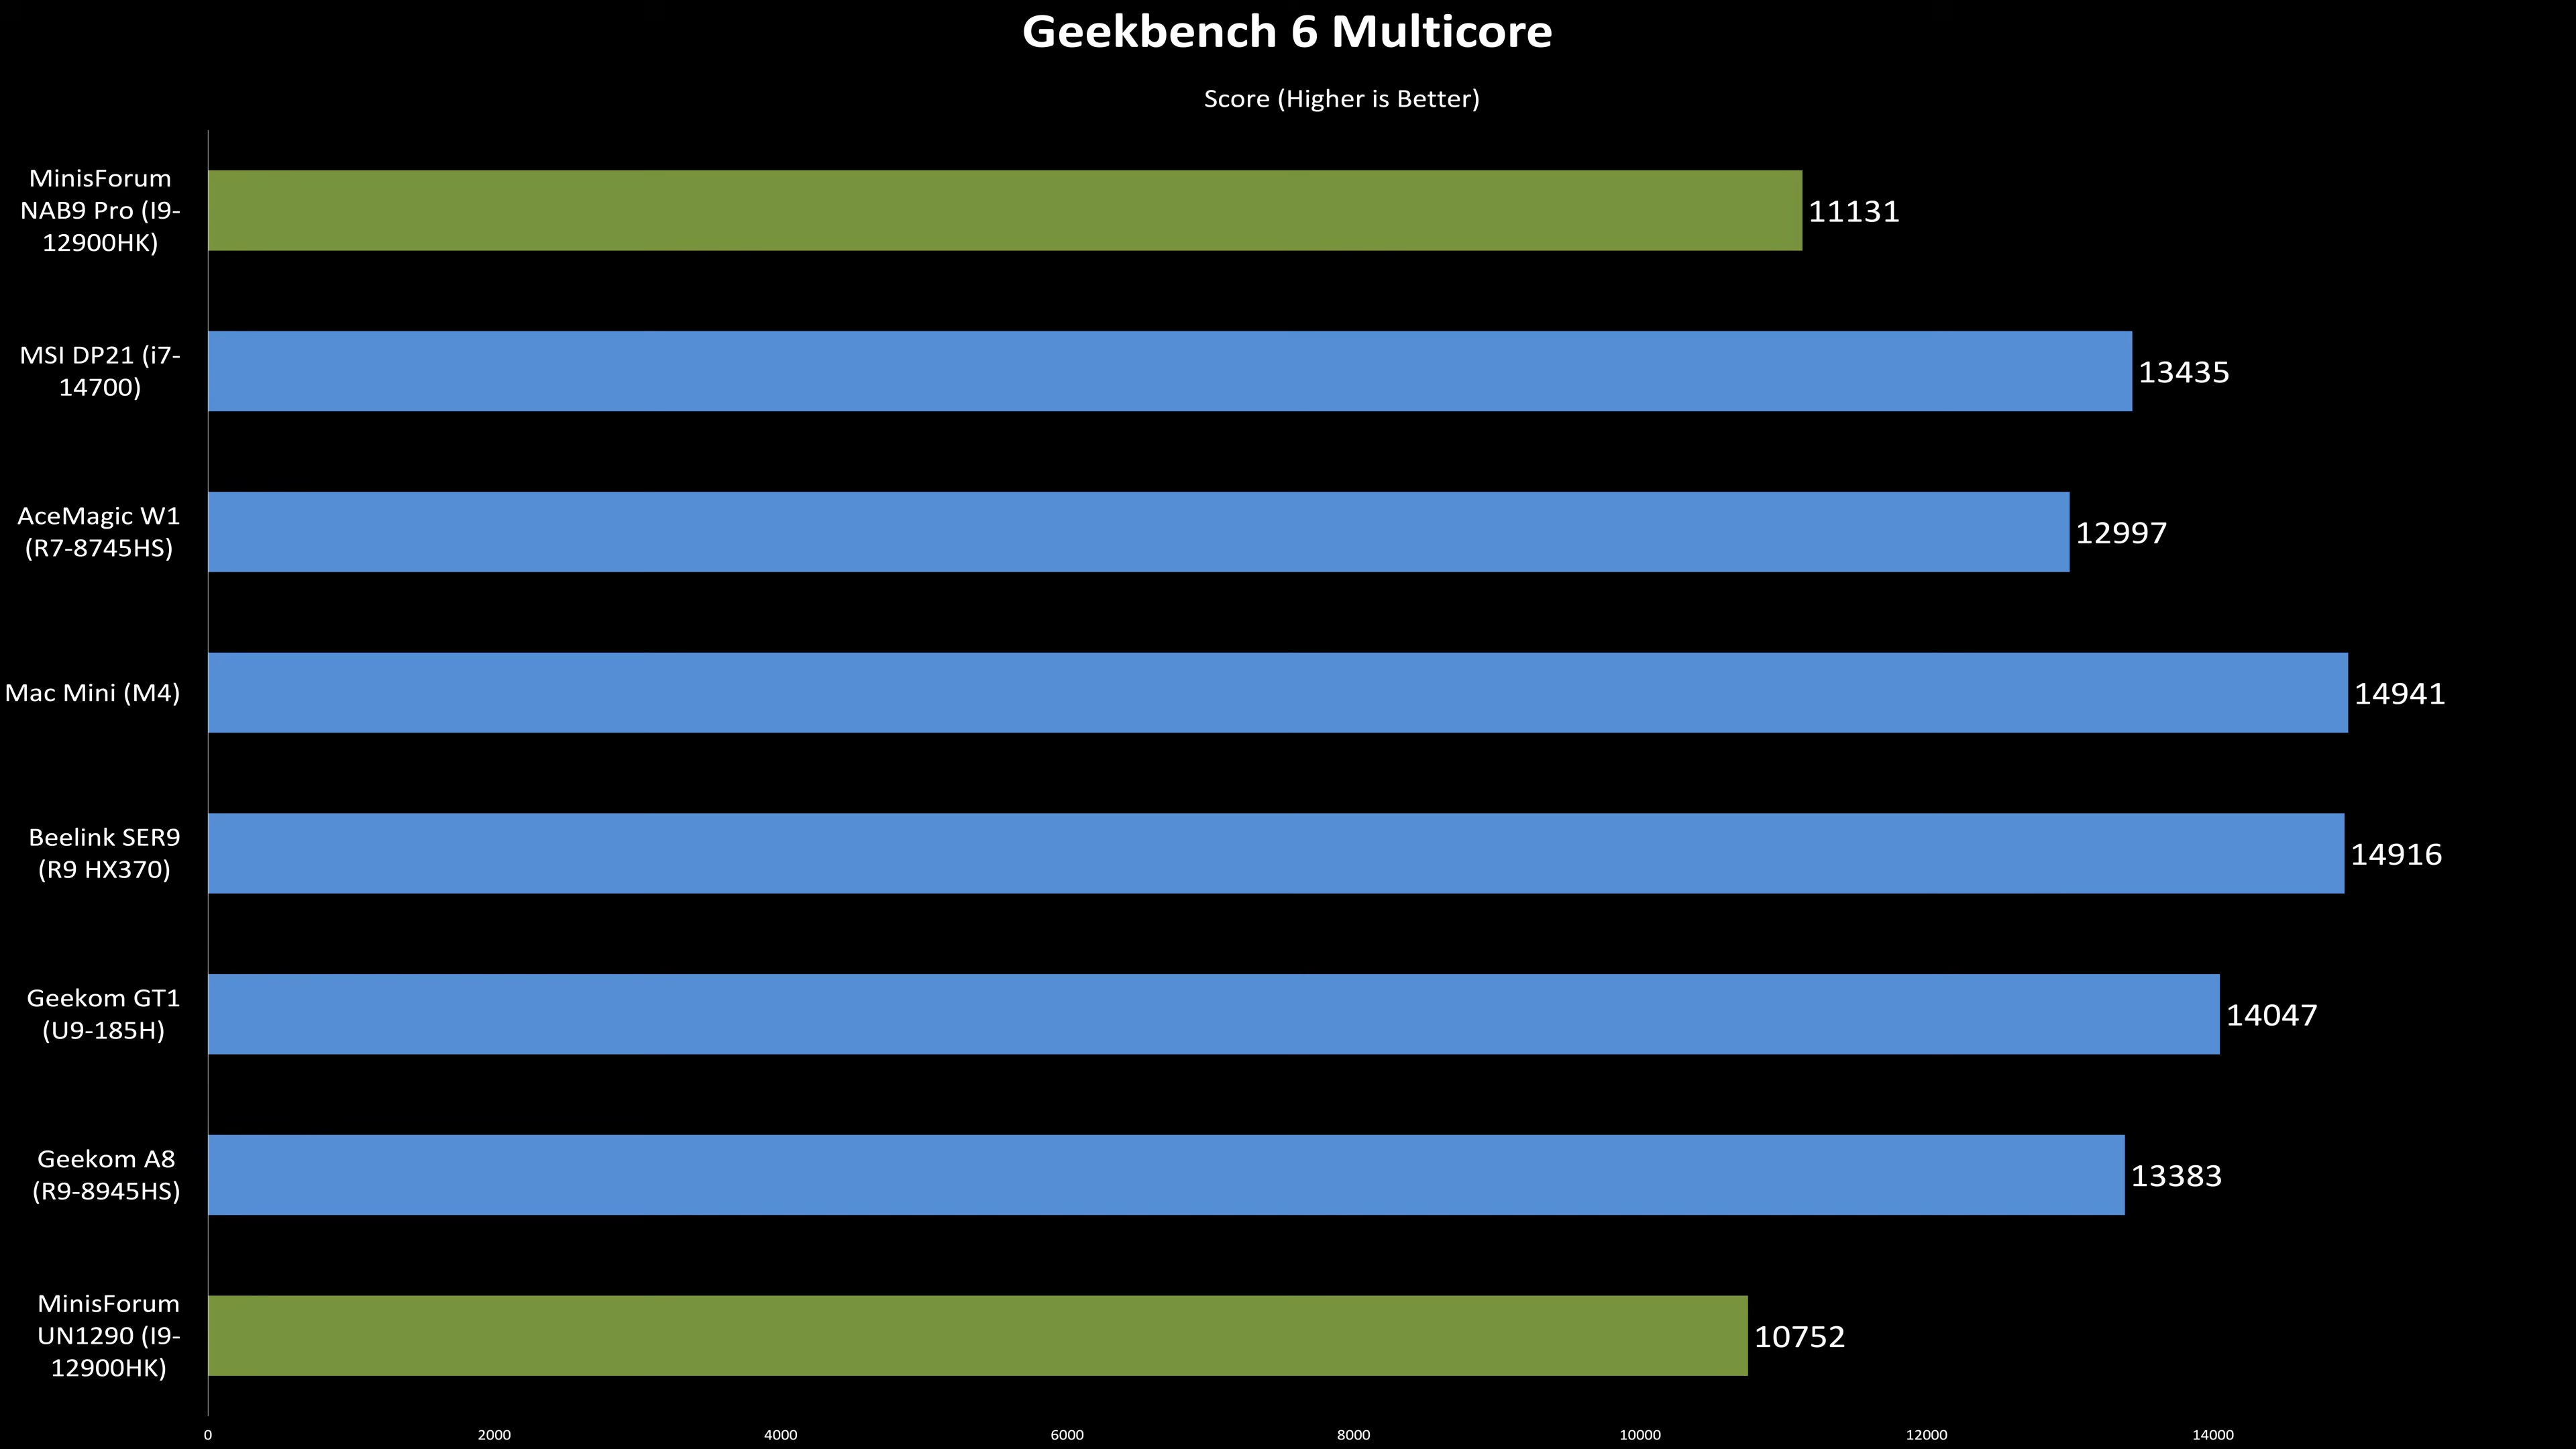 Geekbench 6 Multicore
Score (Higher is Better)
MinisForum
NAB9 Pro (I9-
12900HK)
11131
MSI DP21 (i7-
14700)
13435
AceMagic W1
(R7-8745HS)
12997
Mac Mini (M4)
14941
Beelink SER9
(R9 HX370)
14916
Geekom GT1
(U9-185H)
14047
Geekom A8
(R9-8945HS)
13383
MinisForum
UN1290 (I9-
12900HK)
10752
0 2000 4000 6000 8000 10000 12000 14000